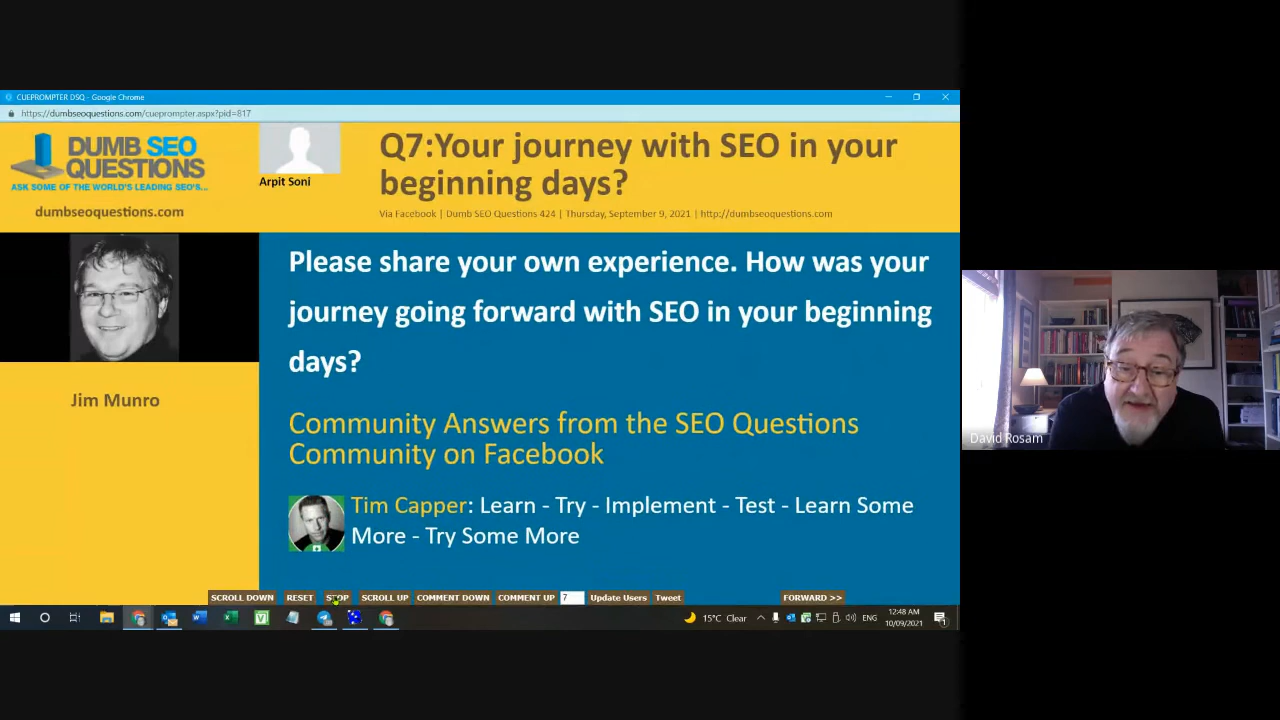 CUEPROMPTER DSQ - Google Chrome
https://dumbseoquestions.com/cueprompter.aspx?pid=817
DUMB SEO
QUESTIONS
ASK SOME OF THE WORLD'S LEADING SEO'S...
dumbseoquestions.com
Arpit Soni
Q7:Your journey with SEO in your
beginning days?
Via Facebook | Dumb SEO Questions 424 | Thursday, September 9, 2021 | http://dumbseoquestions.com
Jim Munro
Please share your own experience. How was your
journey going forward with SEO in your beginning
days?
Community Answers from the SEO Questions
Community on Facebook
Tim Capper: Learn - Try - Implement - Test - Learn Some
More - Try Some More
David Rosam
SCROLL DOWN RESET STOP SCROLL UP COMMENT DOWN COMMENT UP 7 Update Users Tweet FORWARD >>
15°C Clear ENG 12:48 AM
10/09/2021